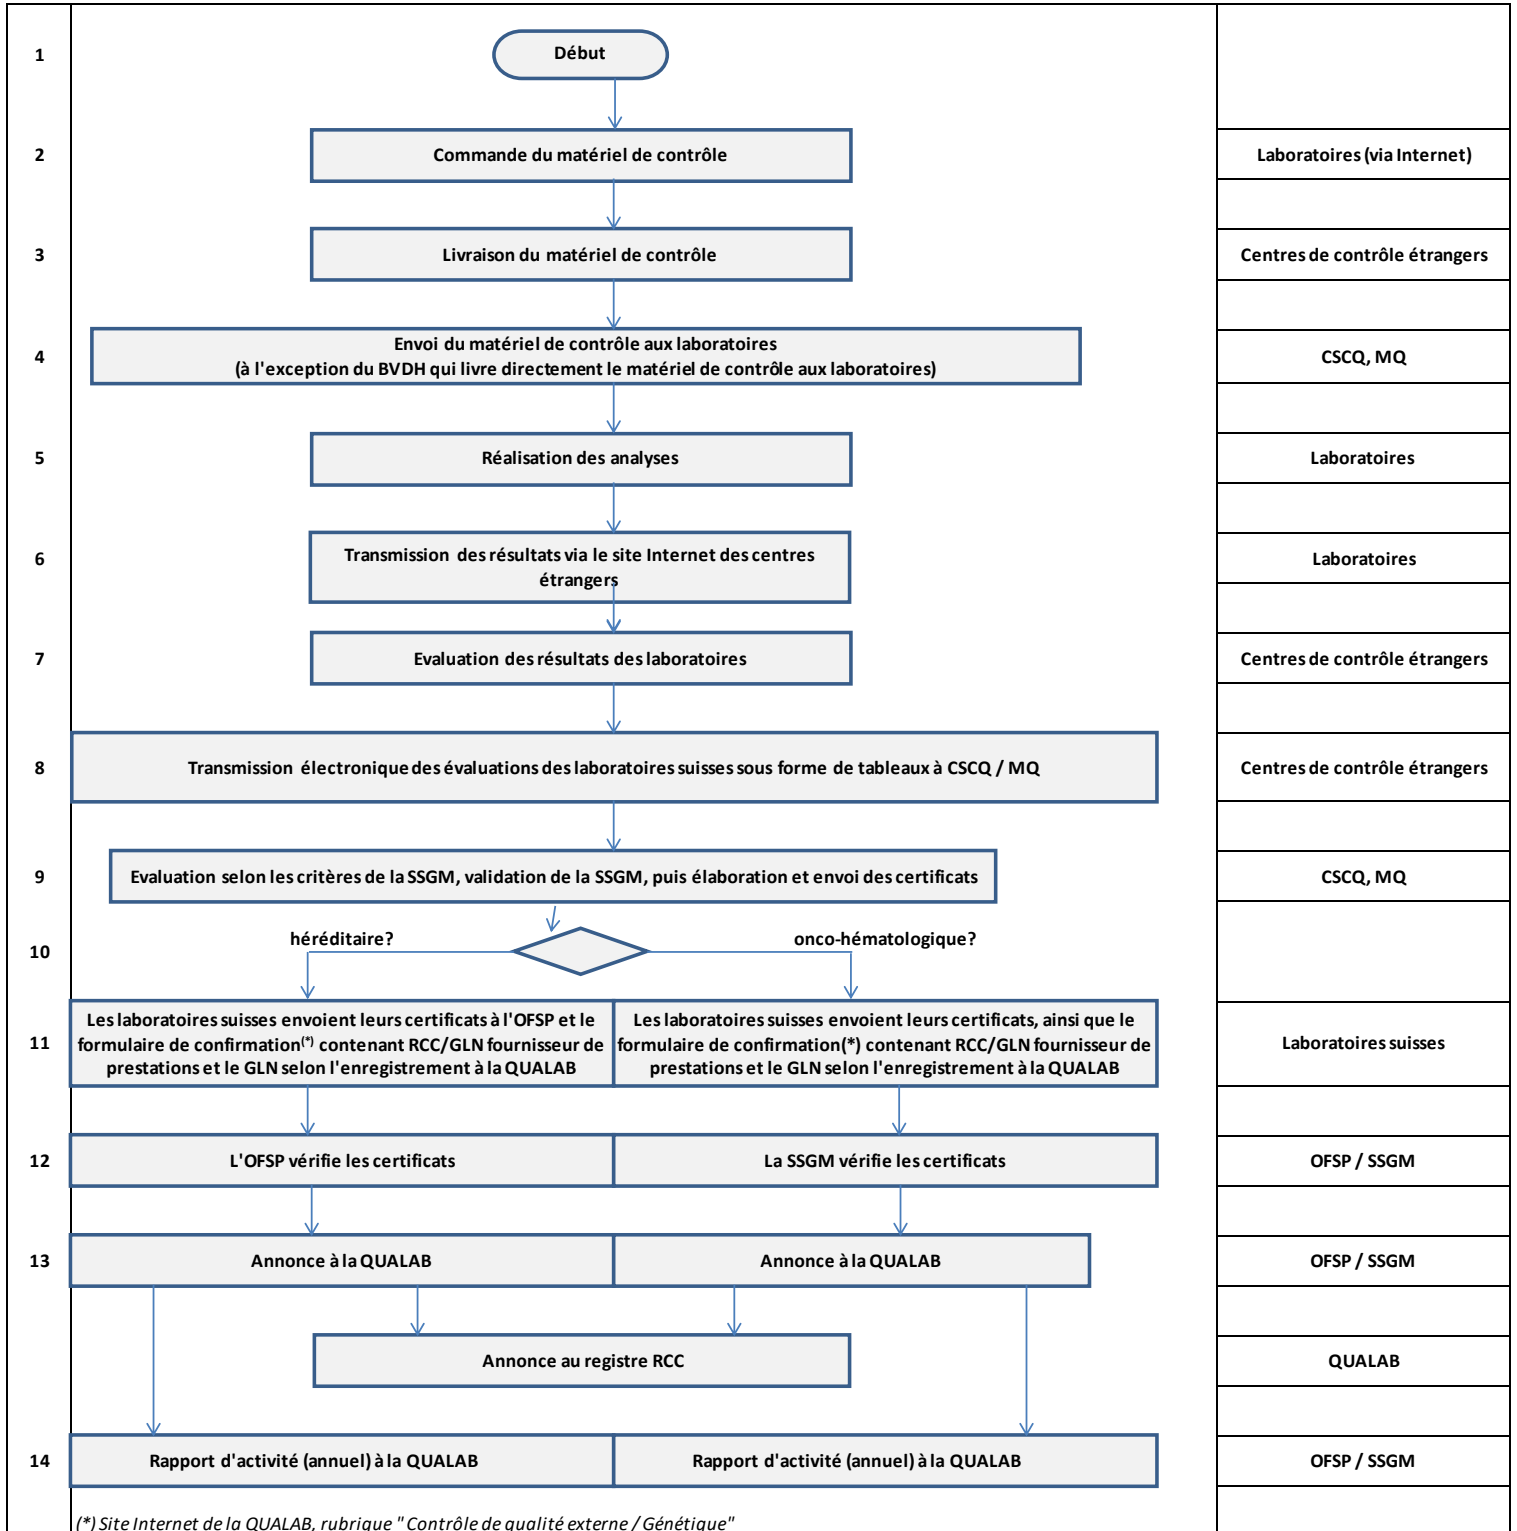 1
Début
2
Commande du matériel de contrôle
Laboratoires (via Internet)
3
Livraison du matériel de contrôle
Centres de contrôle étrangers
4
Envoi du matériel de contrôle aux laboratoires
(à l'exception du BVDH qui livre directement le matériel de contrôle aux laboratoires)
CSCQ, MQ
5
Réalisation des analyses
Laboratoires
6
Transmission des résultats via le site Internet des centres
étrangers
Laboratoires
7
Evaluation des résultats des laboratoires
Centres de contrôle étrangers
8
Transmission électronique des évaluations des laboratoires suisses sous forme de tableaux à CSCQ / MQ
Centres de contrôle étrangers
9
Evaluation selon les critères de la SSGM, validation de la SSGM, puis élaboration et envoi des certificats
CSCQ, MQ
10
héréditaire?
onco-hématologique?
11
Les laboratoires suisses envoient leurs certificats à l'OFSP et le
formulaire de confirmation(*) contenant RCC/GLN fournisseur de
prestations et le GLN selon l'enregistrement à la QUALAB
Les laboratoires suisses envoient leurs certificats, ainsi que le
formulaire de confirmation(*) contenant RCC/GLN fournisseur de
prestations et le GLN selon l'enregistrement à la QUALAB
Laboratoires suisses
12
L'OFSP vérifie les certificats
La SSGM vérifie les certificats
OFSP / SSGM
13
Annonce à la QUALAB
Annonce à la QUALAB
OFSP / SSGM
Annonce au registre RCC
QUALAB
14
Rapport d'activité (annuel) à la QUALAB
Rapport d'activité (annuel) à la QUALAB
OFSP / SSGM
(*) Site Internet de la QUALAB, rubrique " Contrôle de qualité externe / Génétique"